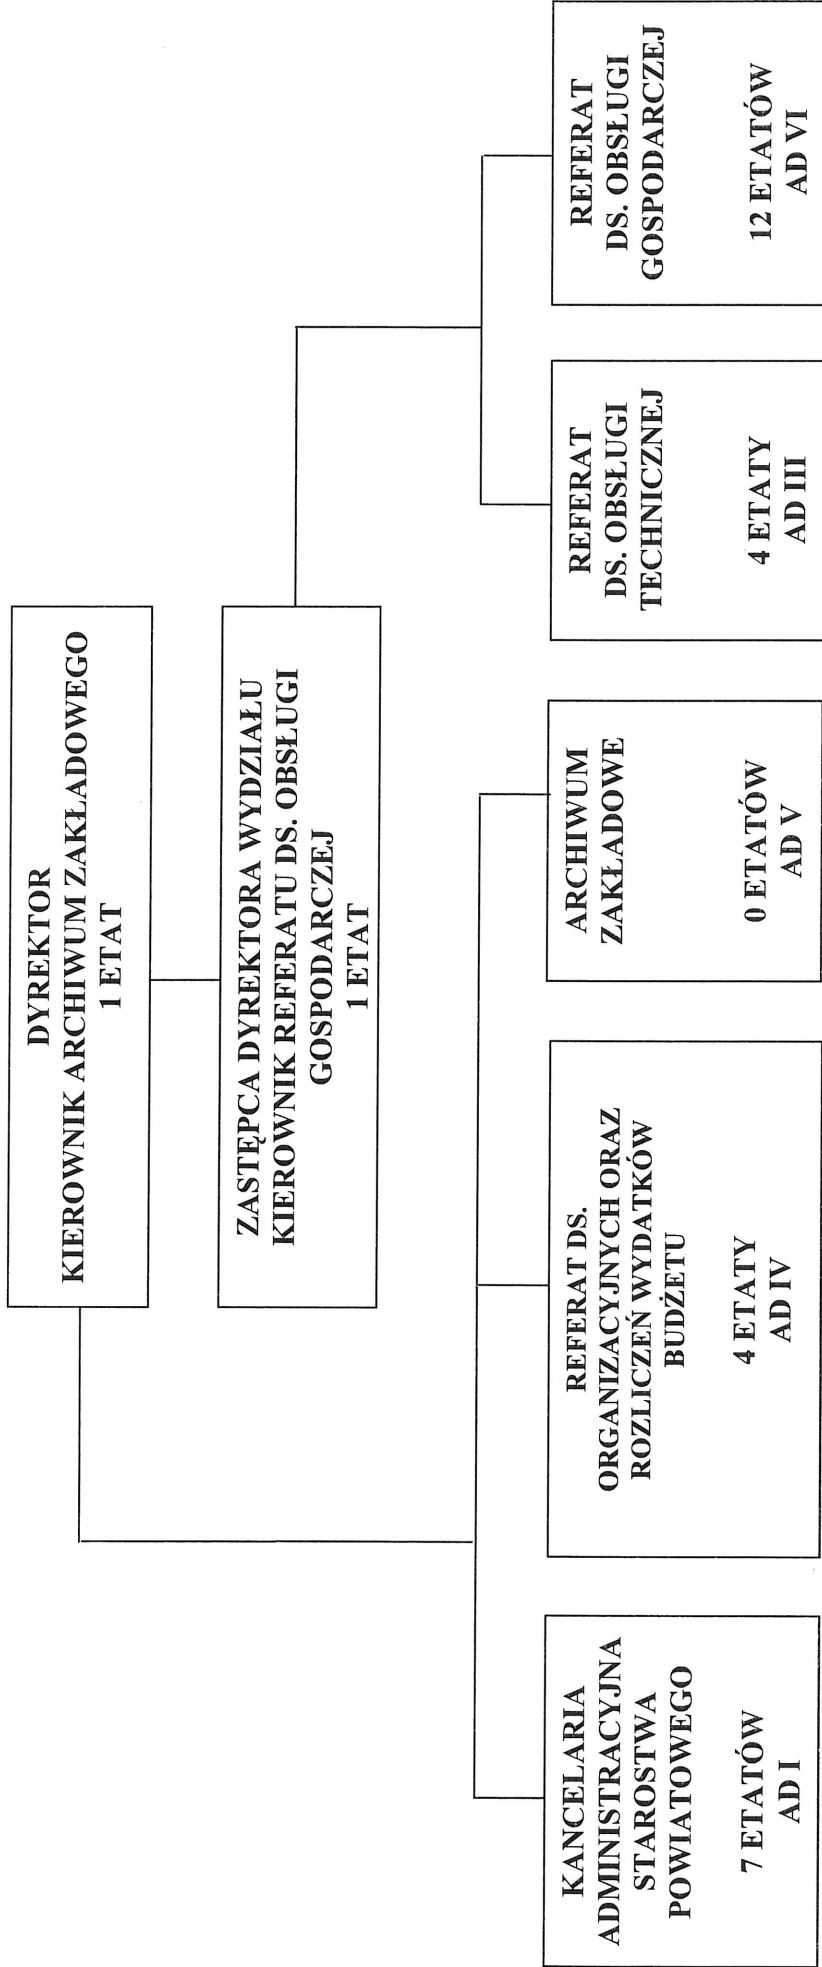 DYREKTOR
KIEROWNIK ARCHIWUM ZAKŁADOWEGO
1 ETAT
ZASTĘPCA DYREKTORA WYDZIAŁU
KIEROWNIK REFERATU DS. OBSŁUGI
GOSPODARCZEJ
1 ETAT
KANCELARIA
ADMINISTRACYJNA
STAROSTWA
POWIATOWEGO
7 ETATÓW
AD I
REFERAT DS.
ORGANIZACYJNYCH ORAZ
ROZLICZEŃ WYDATKÓW
BUDŻETU
4 ETATY
AD IV
ARCHIWUM
ZAKŁADOWE
0 ETATÓW
AD V
REFERAT
DS. OBSŁUGI
TECHNICZNEJ
4 ETATY
AD III
REFERAT
DS. OBSŁUGI
GOSPODARCZEJ
12 ETATÓW
AD VI